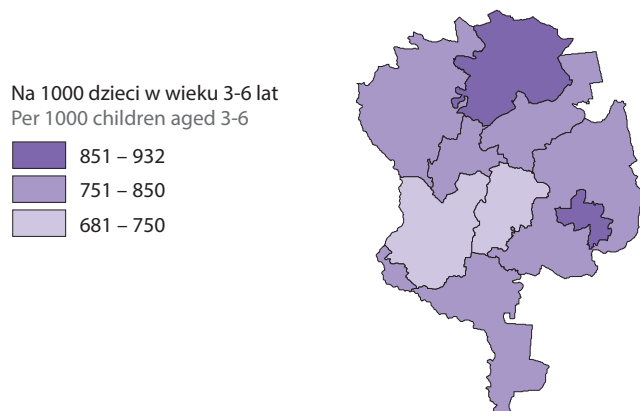 Na 1000 dzieci w wieku 3-6 lat
Per 1000 children aged 3-6
851 – 932
751 – 850
681 – 750